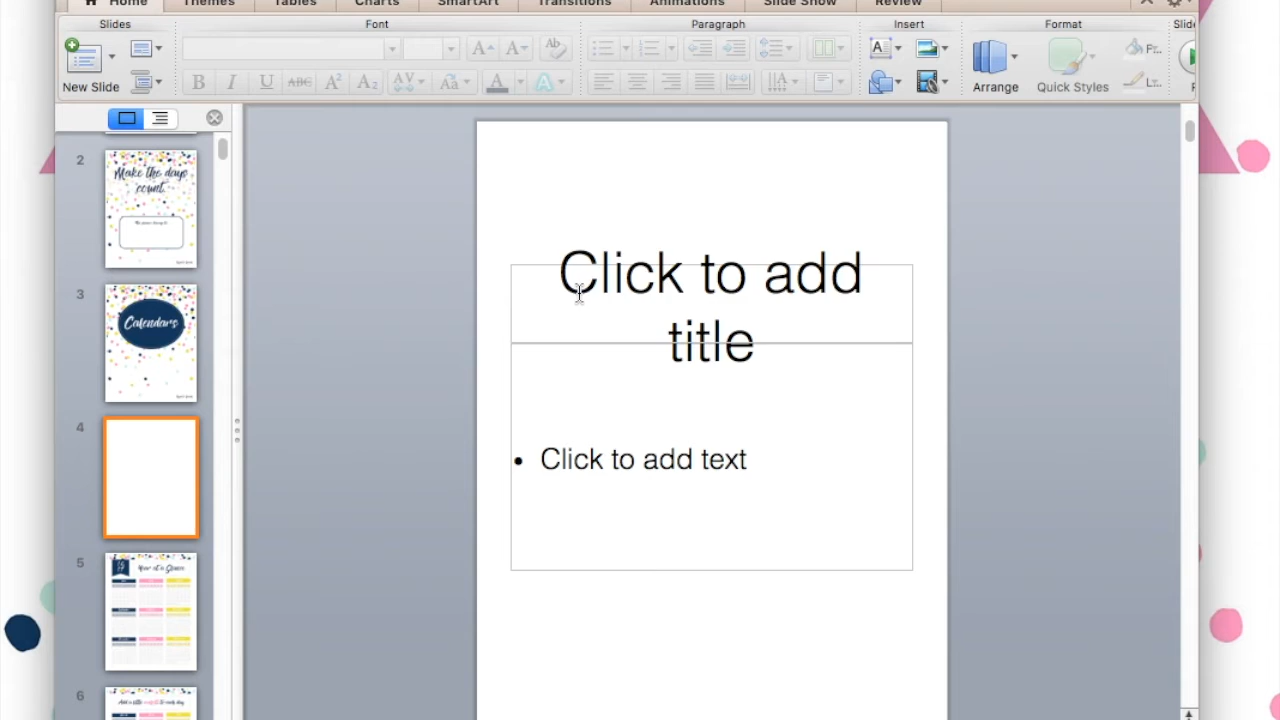 Home Themes Tables Charts SmartArt Transitions Animations Slide Show Review
Slides Font Paragraph Insert Format
New Slide Arrange Quick Styles
2
Make the days
count.
3
Calendars
4
5
Year at a Glance
6
Click to add
title
• Click to add text